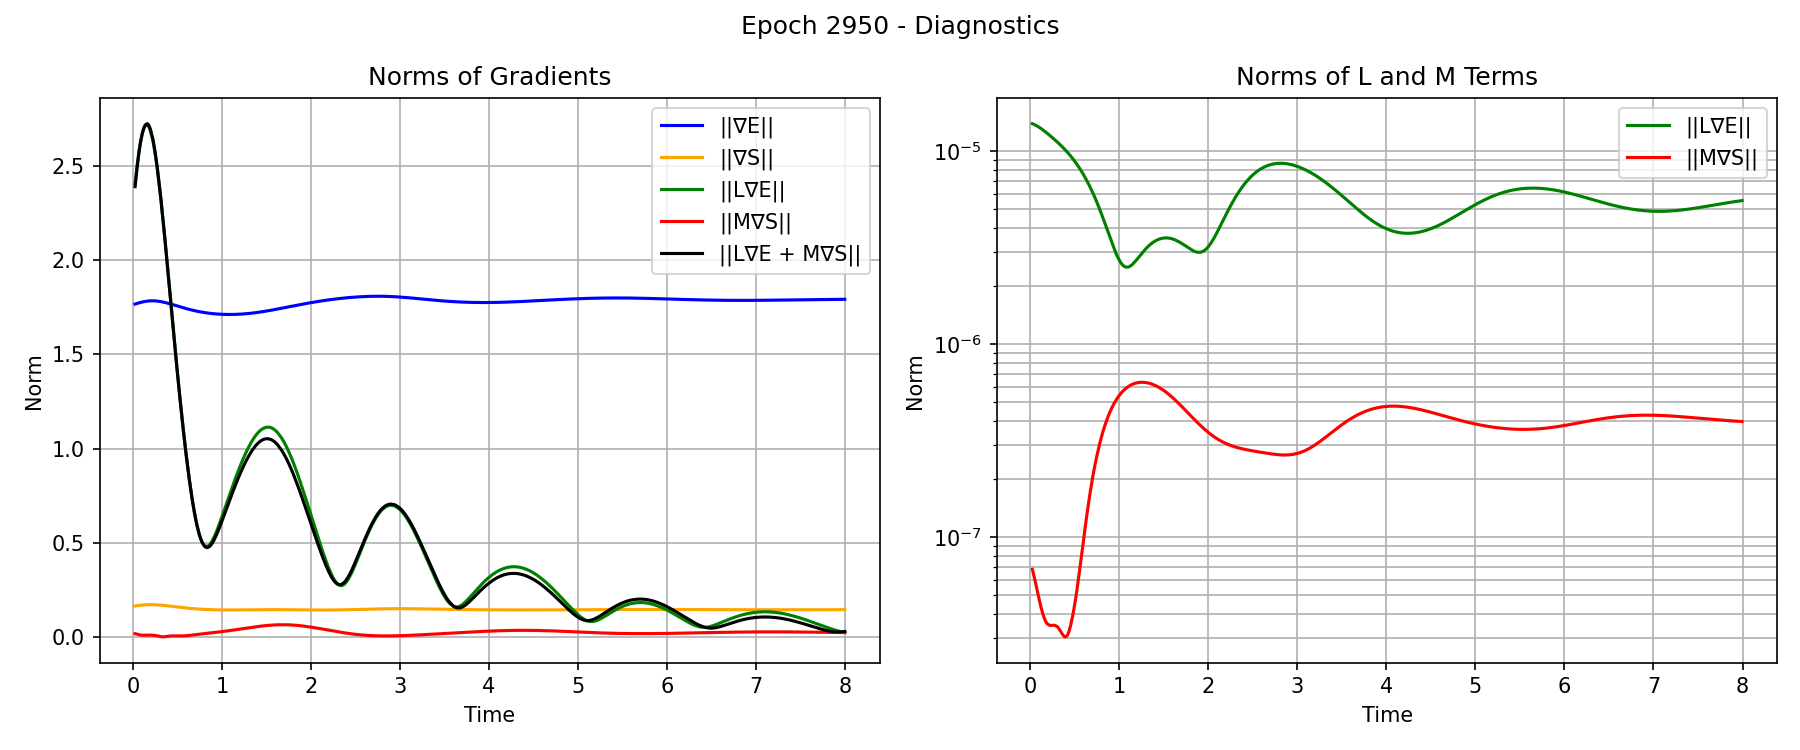 Epoch 2950 - Diagnostics
Norms of Gradients
Norm
2.5
2.0
1.5
1.0
0.5
0.0
0 1 2 3 4 5 6 7 8
Time
||∇E||
||∇S||
||L∇E||
||M∇S||
||L∇E + M∇S||
Norms of L and M Terms
Norm
10⁻⁵
10⁻⁶
10⁻⁷
0 1 2 3 4 5 6 7 8
Time
||L∇E||
||M∇S||